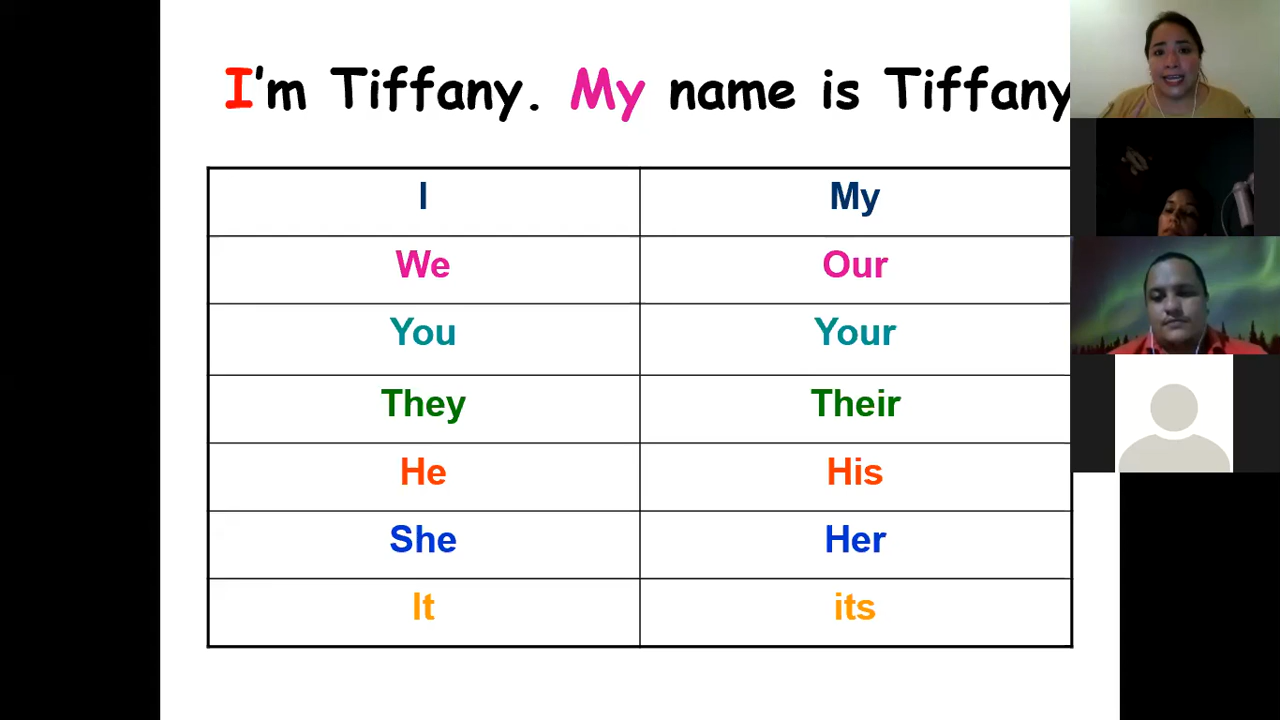 I'm Tiffany. My name is Tiffany
I My
We Our
You Your
They Their
He His
She Her
It its